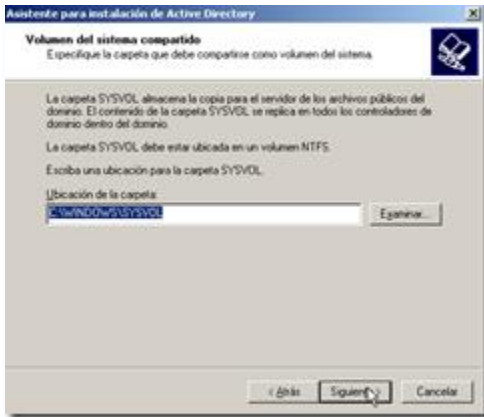 Asistente para instalación de Active Directory
Volumen del sistema compartido
Especifique la carpeta que debe compartirse como volumen del sistema.
La carpeta SYSVOL almacena la copia para el servidor de los archivos públicos del
dominio. El contenido de la carpeta SYSVOL se replica en todos los controladores de
dominio dentro del dominio.
La carpeta SYSVOL debe estar ubicada en un volumen NTFS.
Escriba una ubicación para la carpeta SYSVOL.
Ubicación de la carpeta:
C:\WINDOWS\SYSVOL
Examinar...
< Atrás
Siguiente >
Cancelar